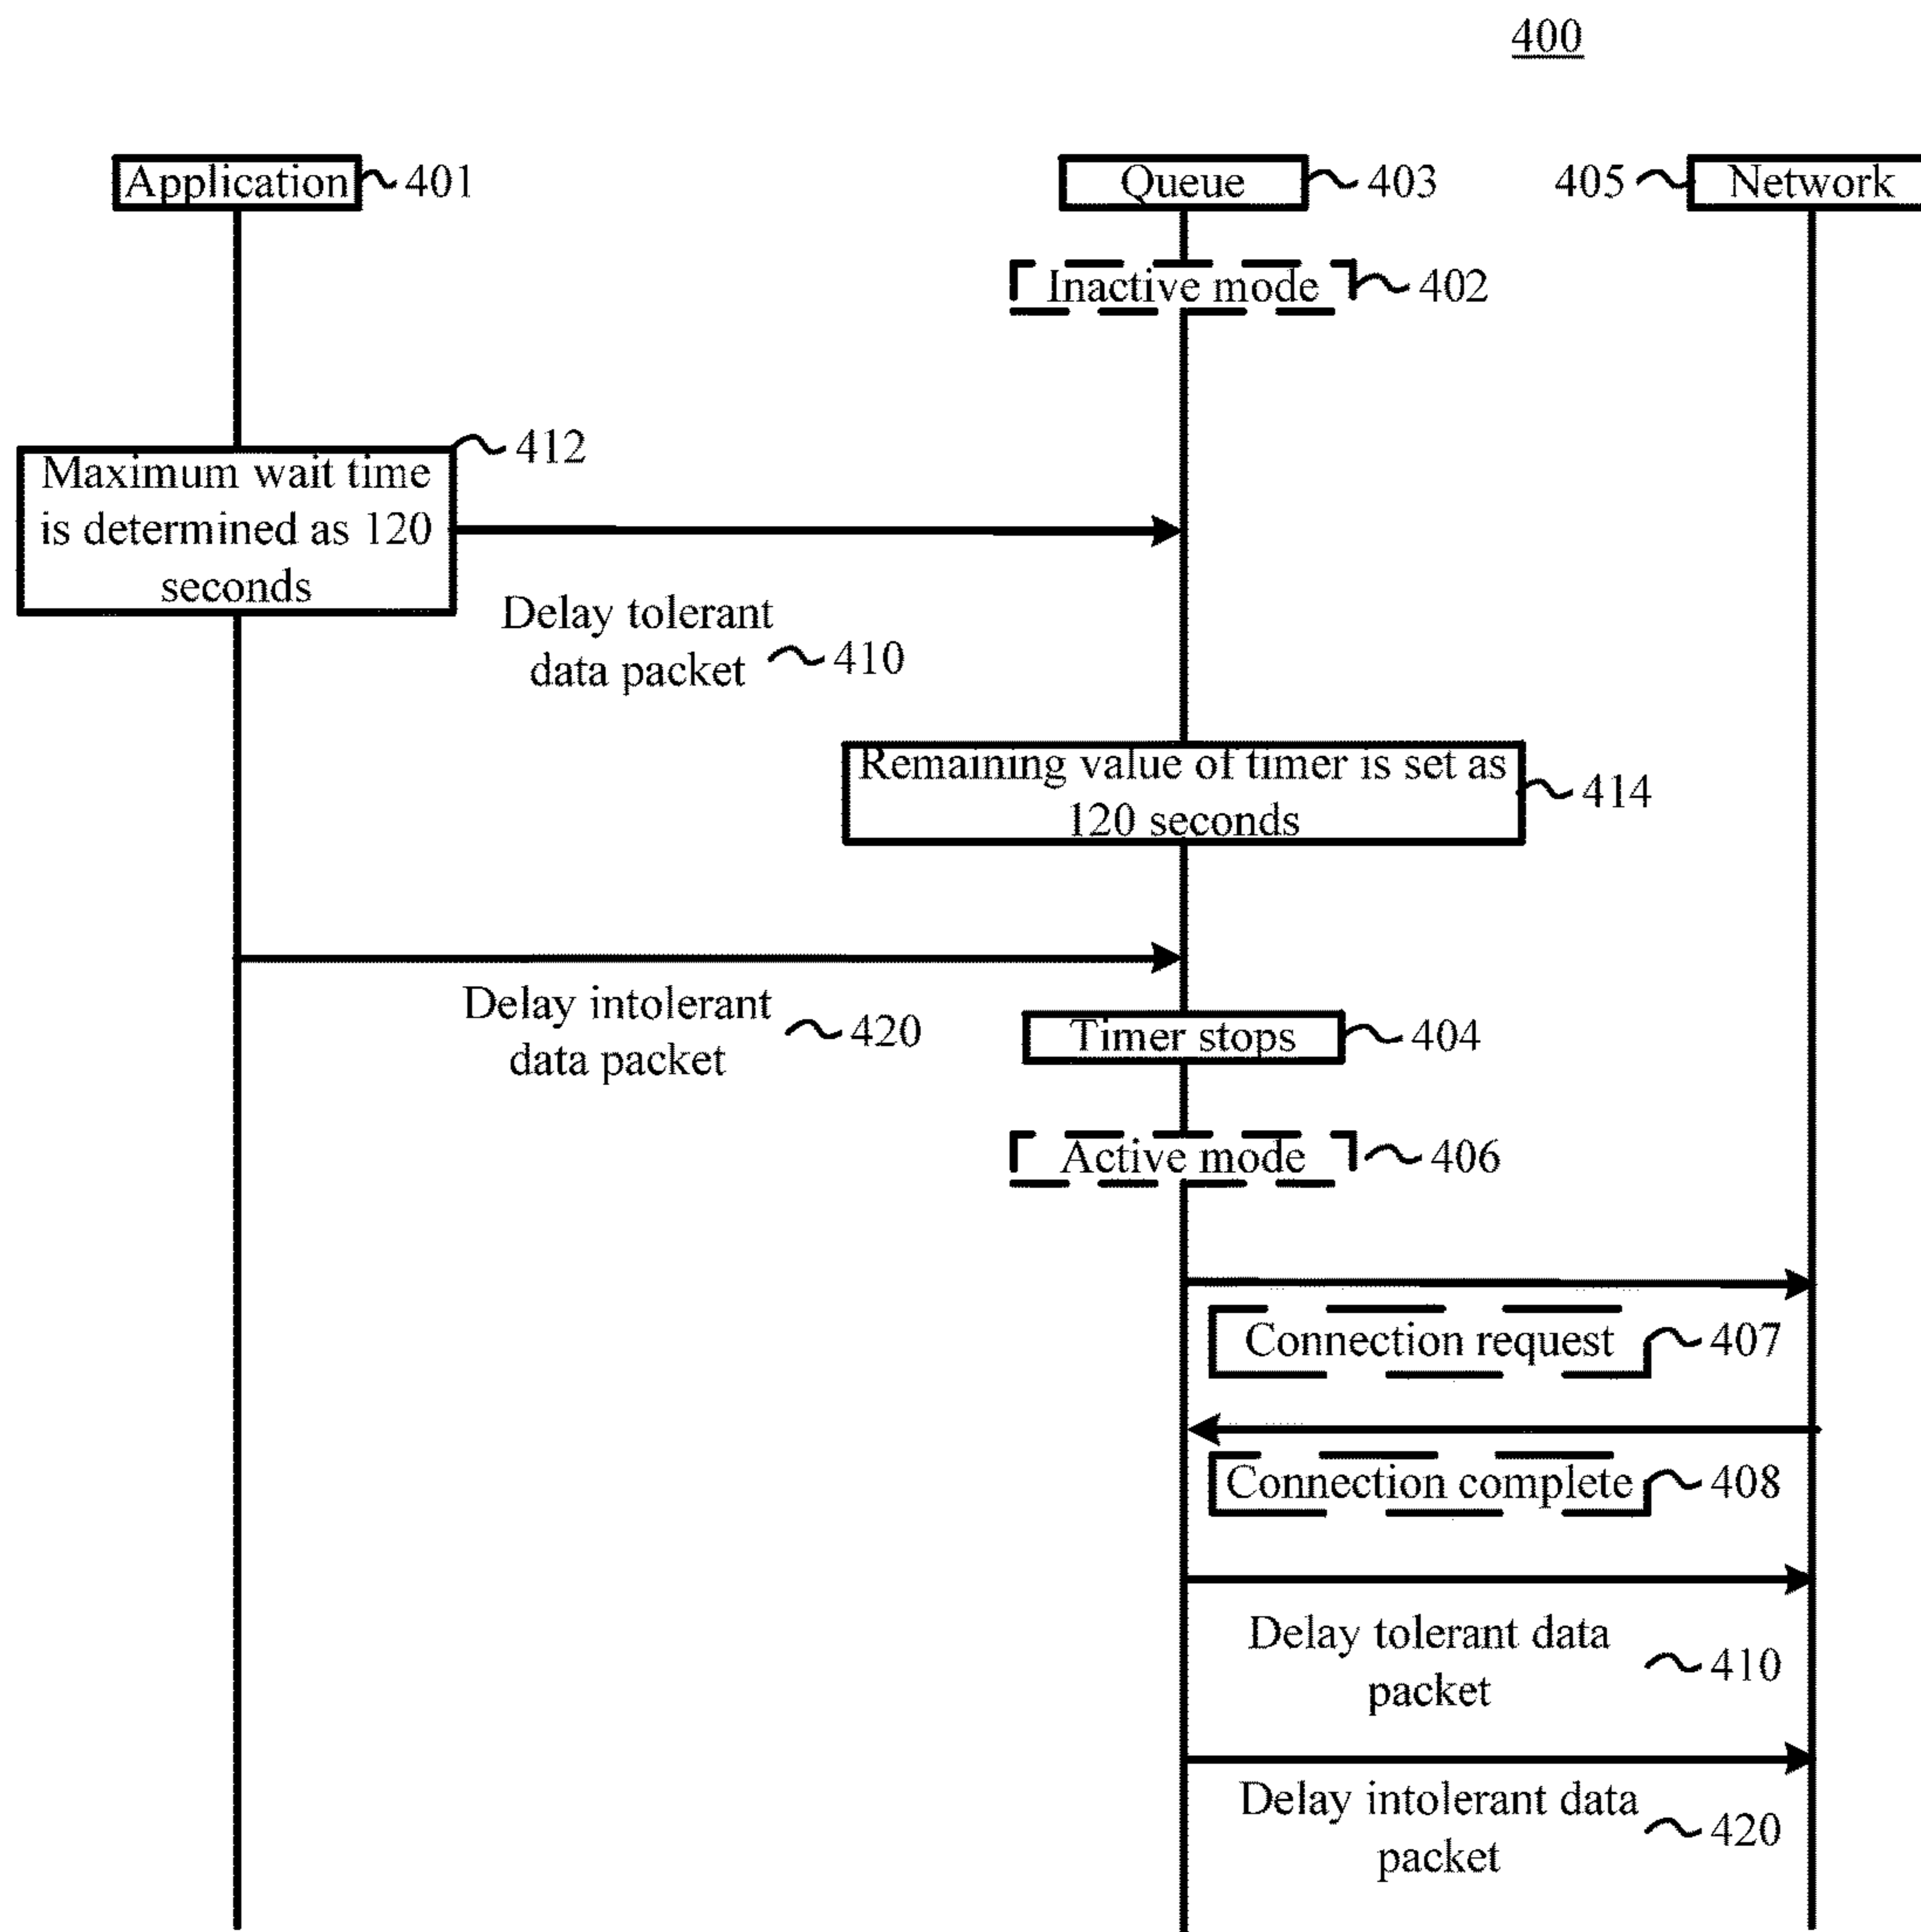 400
Application 401
Queue 403
405 Network
Inactive mode 402
412
Maximum wait time
is determined as 120
seconds
Delay tolerant
data packet 410
Remaining value of timer is set as
120 seconds
414
Delay intolerant
data packet 420
Timer stops 404
Active mode 406
Connection request 407
Connection complete 408
Delay tolerant data
packet 410
Delay intolerant data
packet 420